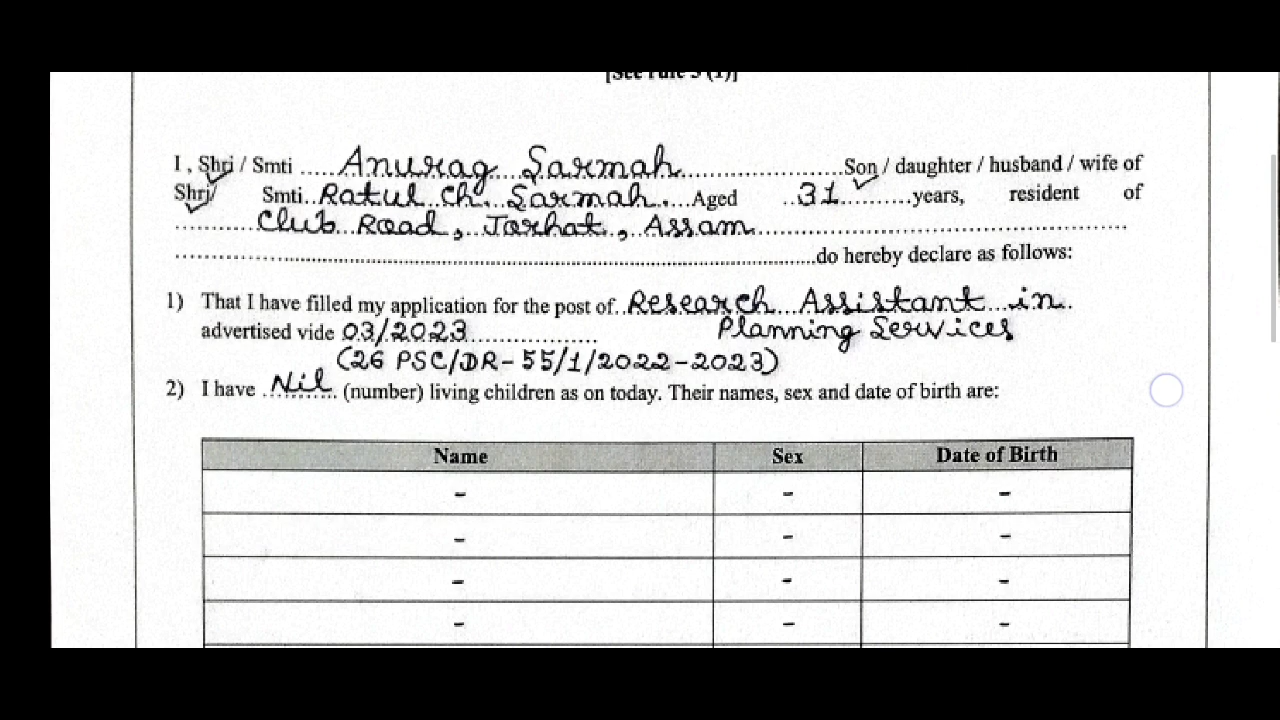 [See rule 5 (1)]
I , Shri / Smti ..... Anurag Sarmah ..............................Son / daughter / husband / wife of
Shri/ Smti.. Ratul Ch. Sarmah ....Aged ..31..........years, resident of
...........Club Road, Jorhat, Assam..............................................................
..............................................................................................do hereby declare as follows:
1) That I have filled my application for the post of..Research Assistant in..
advertised vide 03/2023..................... Planning Services
(26 PSC/DR-55/1/2022-2023)
2) I have ..Nil...... (number) living children as on today. Their names, sex and date of birth are:
Name Sex Date of Birth
- - -
- - -
- - -
- - -